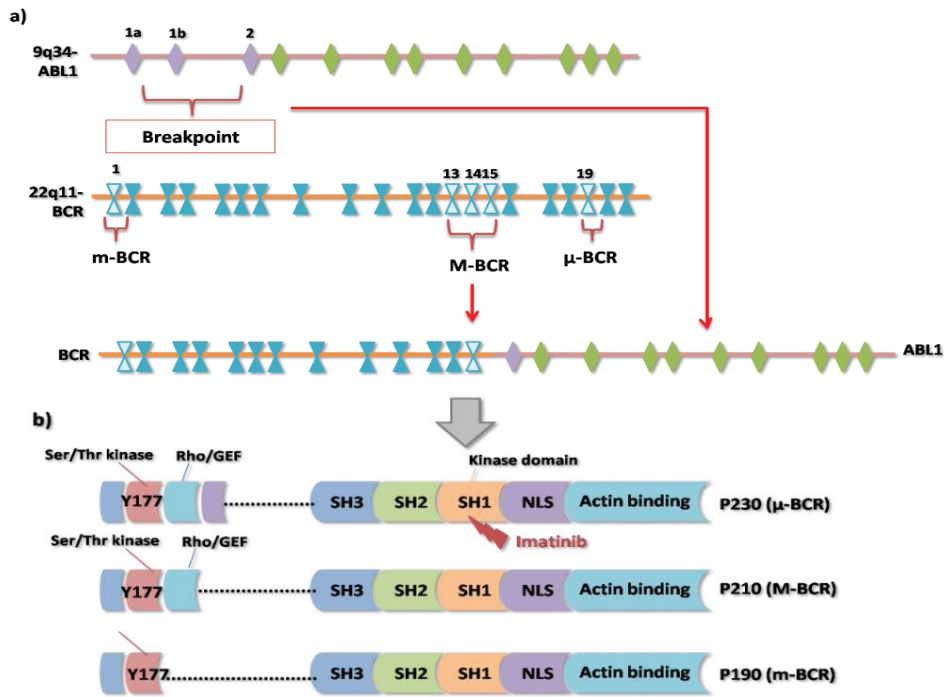 a)
1a 1b 2
9q34-
ABL1
Breakpoint
1 13 14 15 19
22q11-
BCR
m-BCR M-BCR μ-BCR
BCR ABL1
b)
Ser/Thr kinase Rho/GEF Kinase domain
Y177 SH3 SH2 SH1 NLS Actin binding P230 (μ-BCR)
Imatinib
Ser/Thr kinase Rho/GEF
Y177 SH3 SH2 SH1 NLS Actin binding P210 (M-BCR)
Y177 SH3 SH2 SH1 NLS Actin binding P190 (m-BCR)